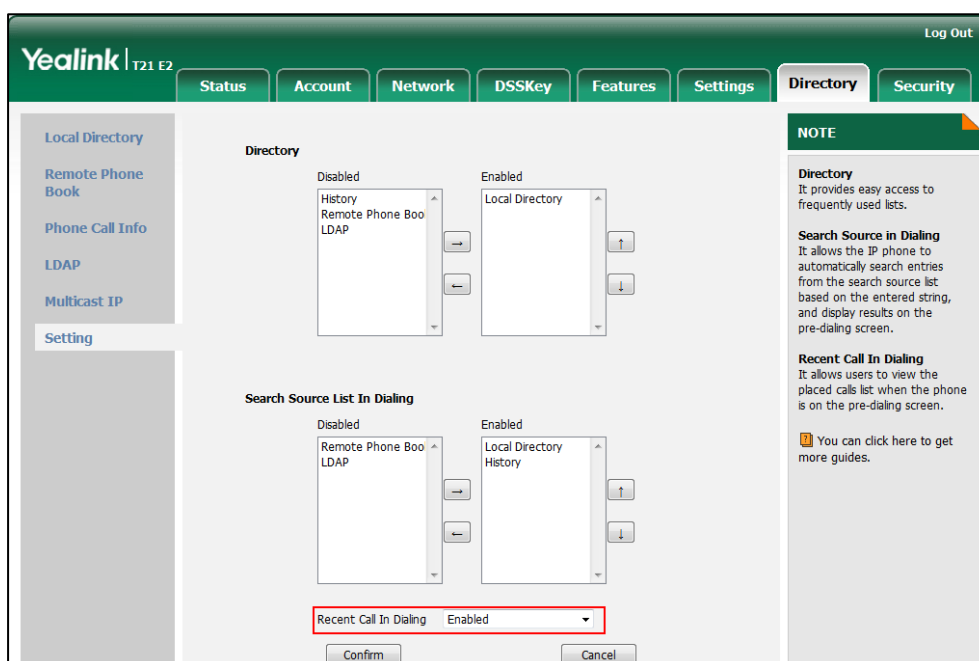 Log Out
Yealink | T21 E2
Status
Account
Network
DSSKey
Features
Settings
Directory
Security
Local Directory
Remote Phone
Book
Phone Call Info
LDAP
Multicast IP
Setting
Directory
Disabled
Enabled
History
Remote Phone Boo
LDAP
→
←
Local Directory
↑
↓
Search Source List In Dialing
Disabled
Enabled
Remote Phone Boo
LDAP
→
←
Local Directory
History
↑
↓
Recent Call In Dialing Enabled
Confirm
Cancel
NOTE
Directory
It provides easy access to
frequently used lists.
Search Source in Dialing
It allows the IP phone to
automatically search entries
from the search source list
based on the entered string,
and display results on the
pre-dialing screen.
Recent Call In Dialing
It allows users to view the
placed calls list when the phone
is on the pre-dialing screen.
? You can click here to get
more guides.